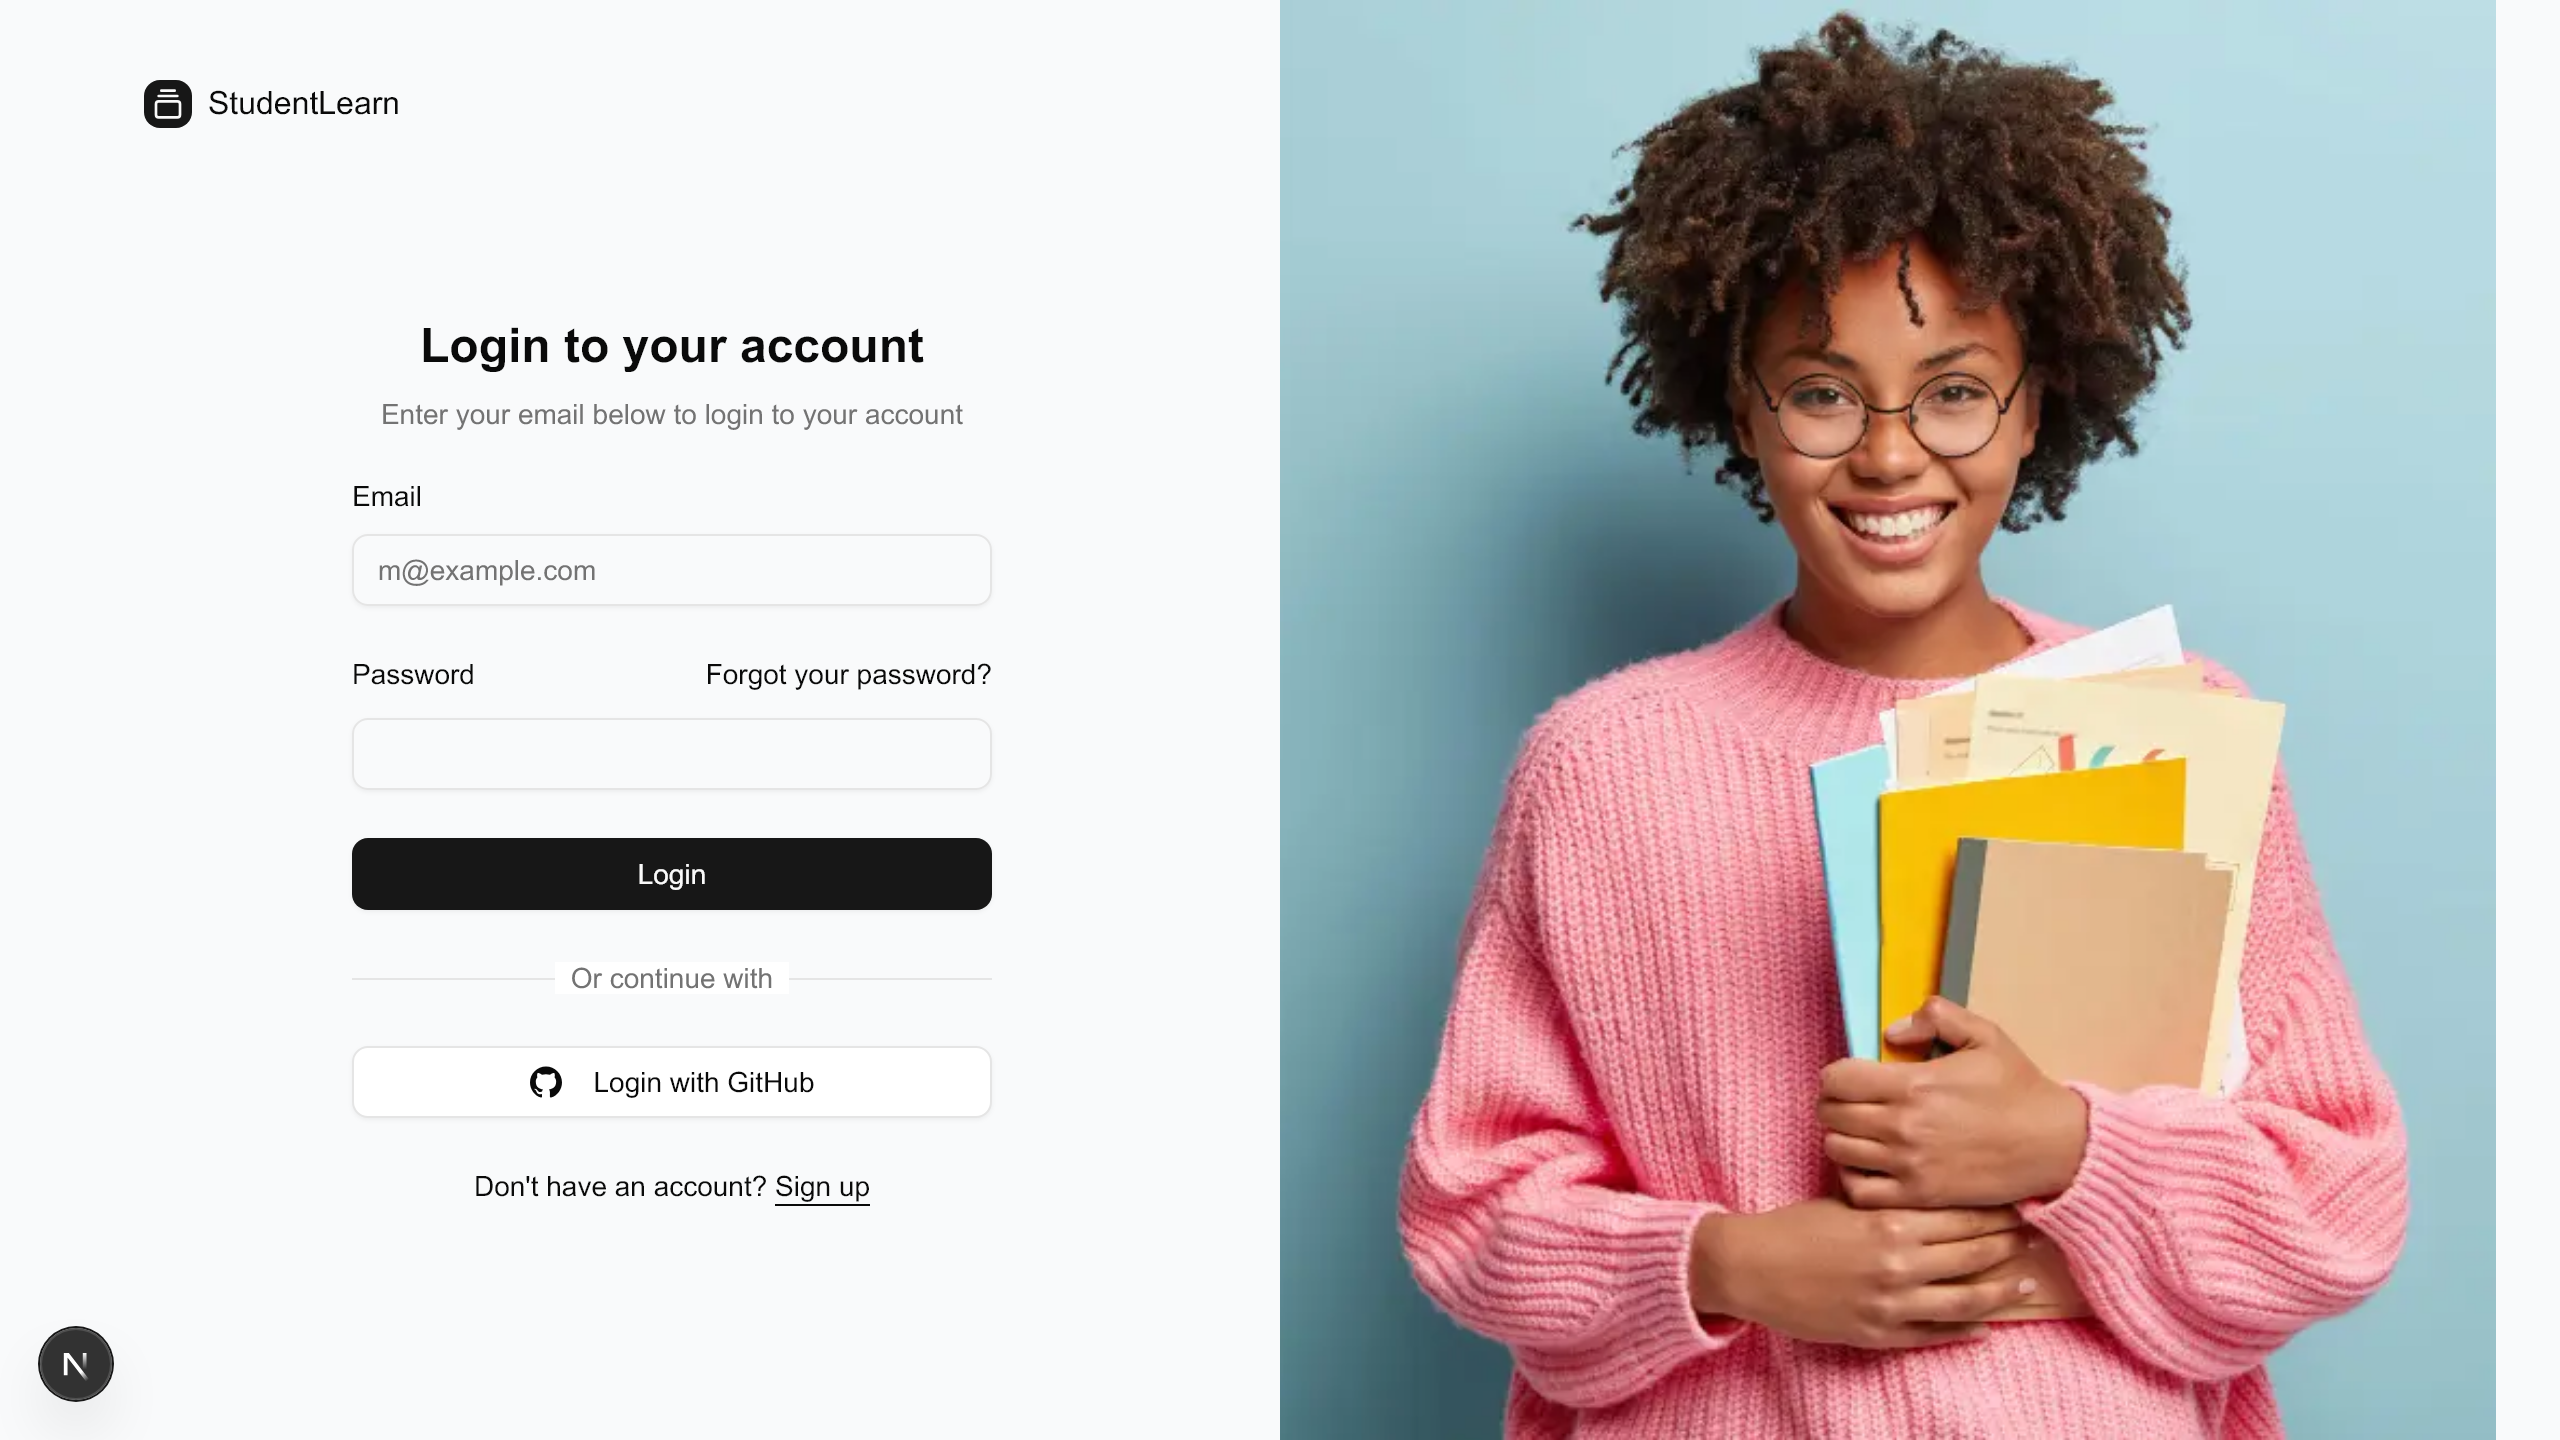 StudentLearn
Login to your account
Enter your email below to login to your account
Email
m@example.com
Password
Forgot your password?
Login
Or continue with
Login with GitHub
Don't have an account? Sign up
N